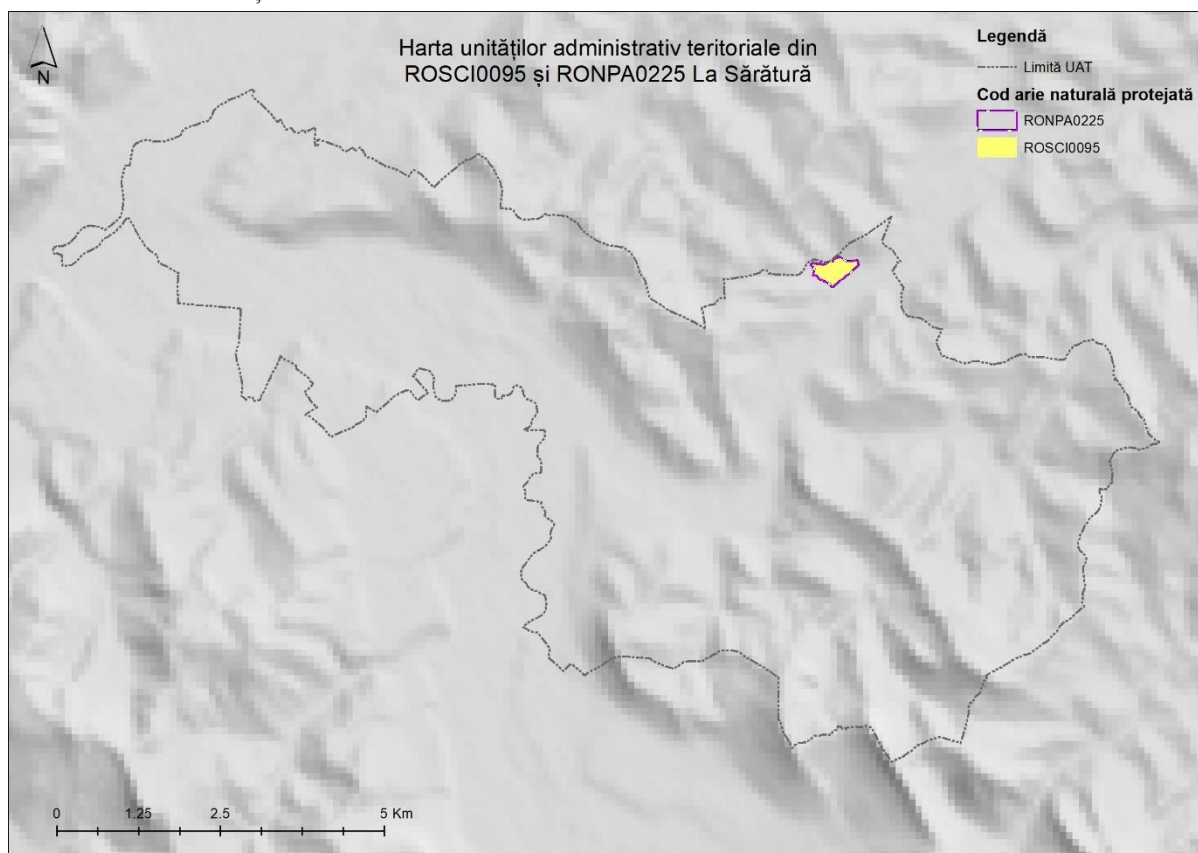 Harta unităților administrativ teritoriale din
ROSCI0095 și RONPA0225 La Sărătură
N
Legendă
Limită UAT
Cod arie naturală protejată
RONPA0225
ROSCI0095
0 1.25 2.5 5 Km